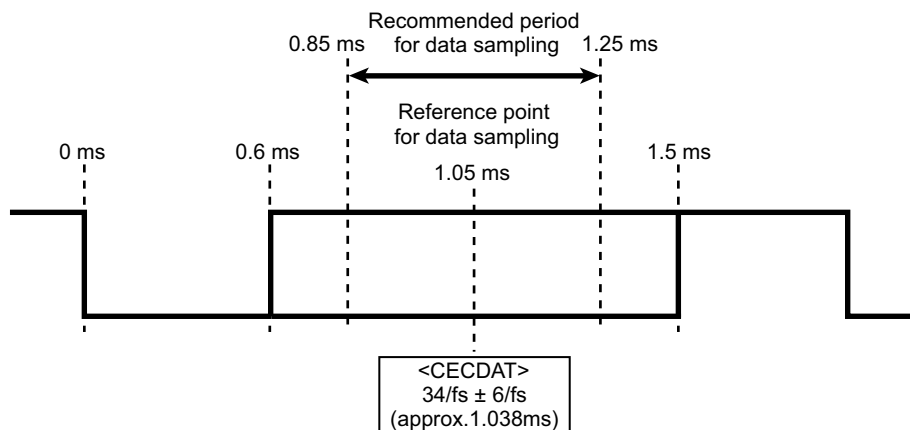 Recommended period
for data sampling
0.85 ms
1.25 ms
Reference point
for data sampling
0 ms
0.6 ms
1.05 ms
1.5 ms
<CECDAT>
34/fs ± 6/fs
(approx.1.038ms)